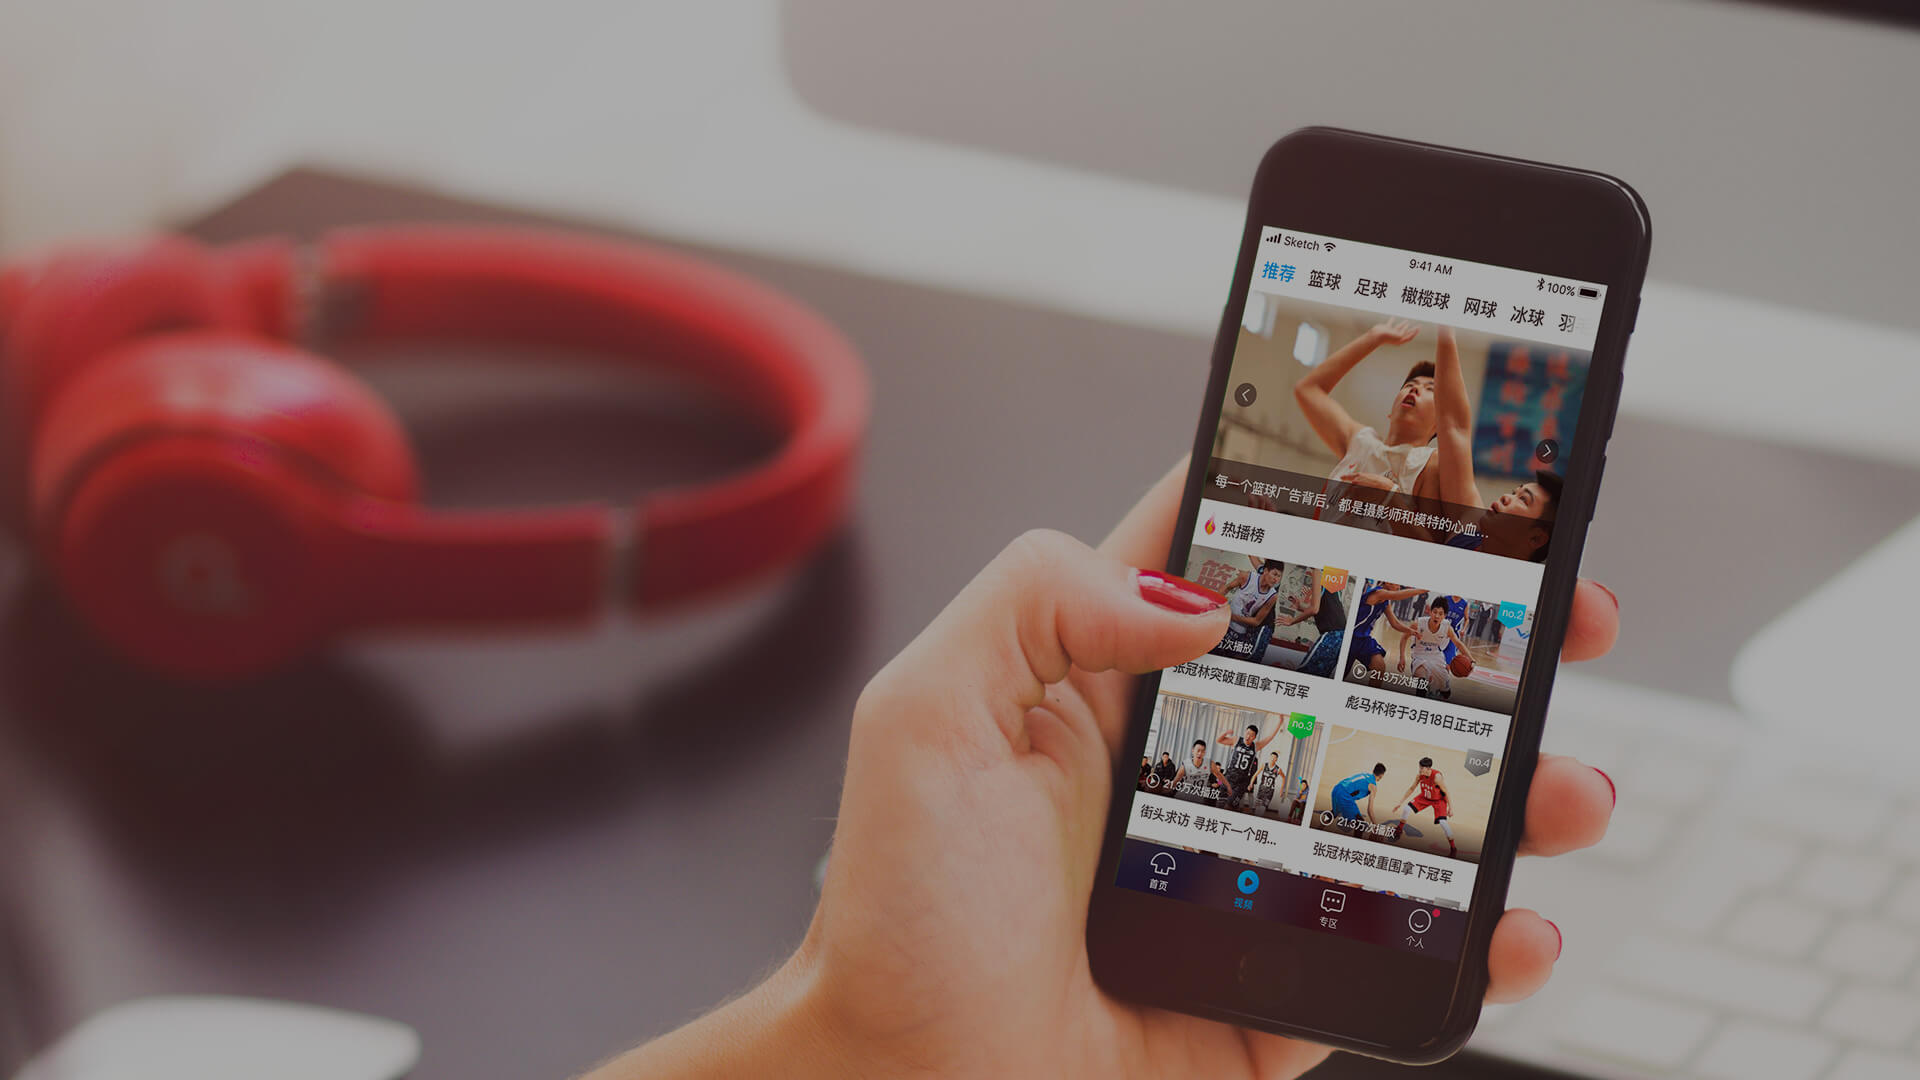 Sketch
9:41 AM
100%
推荐 篮球 足球 橄榄球 网球 冰球
每一个篮球广告背后，都是摄影师和模特的心血...
热播榜
no.1
no.2
万次播放
21.3万次播放
张冠林突破重围拿下冠军
彪马杯将于3月18日正式开
no.3
no.4
21.3万次播放
21.3万次播放
街头求访 寻找下一个明...
张冠林突破重围拿下冠军
首页
视频
专区
个人